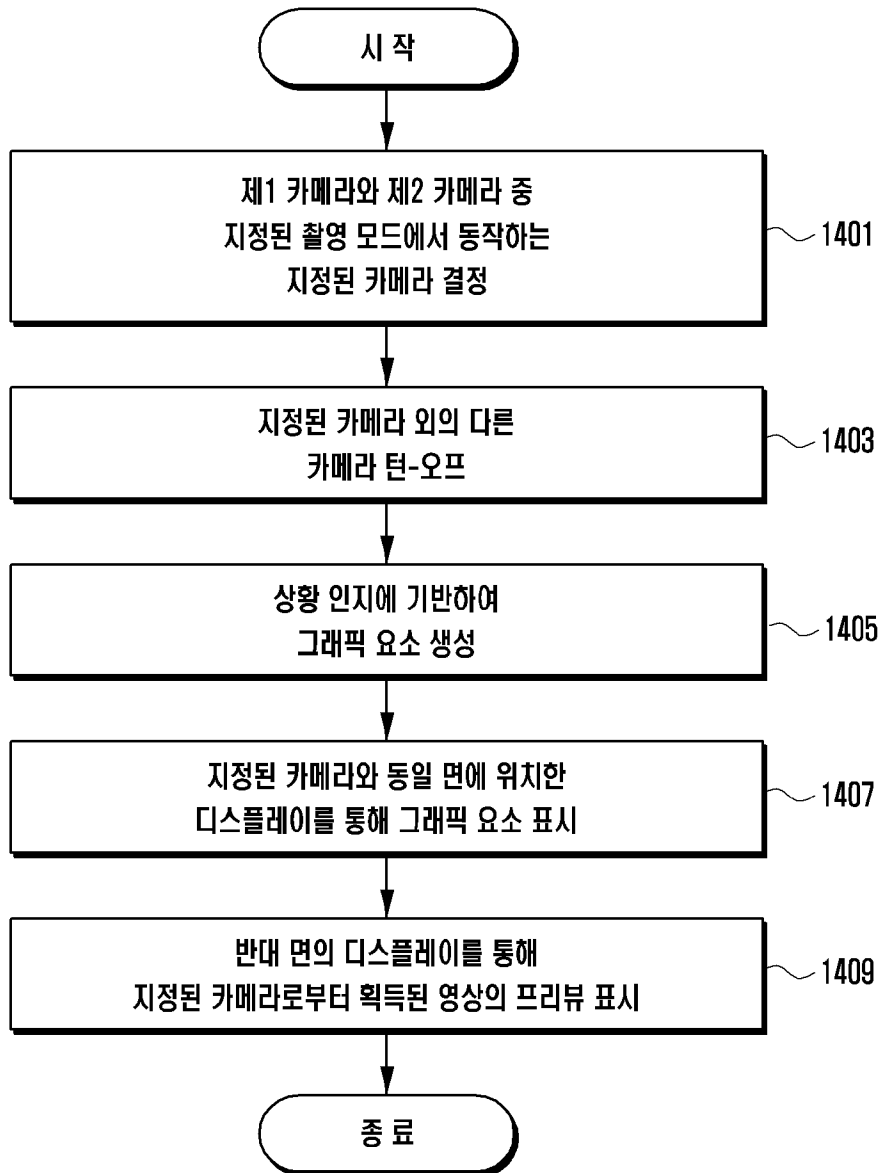 시 작
제1 카메라와 제2 카메라 중
지정된 촬영 모드에서 동작하는
지정된 카메라 결정
1401
지정된 카메라 외의 다른
카메라 턴-오프
1403
상황 인지에 기반하여
그래픽 요소 생성
1405
지정된 카메라와 동일 면에 위치한
디스플레이를 통해 그래픽 요소 표시
1407
반대 면의 디스플레이를 통해
지정된 카메라로부터 획득된 영상의 프리뷰 표시
1409
종 료